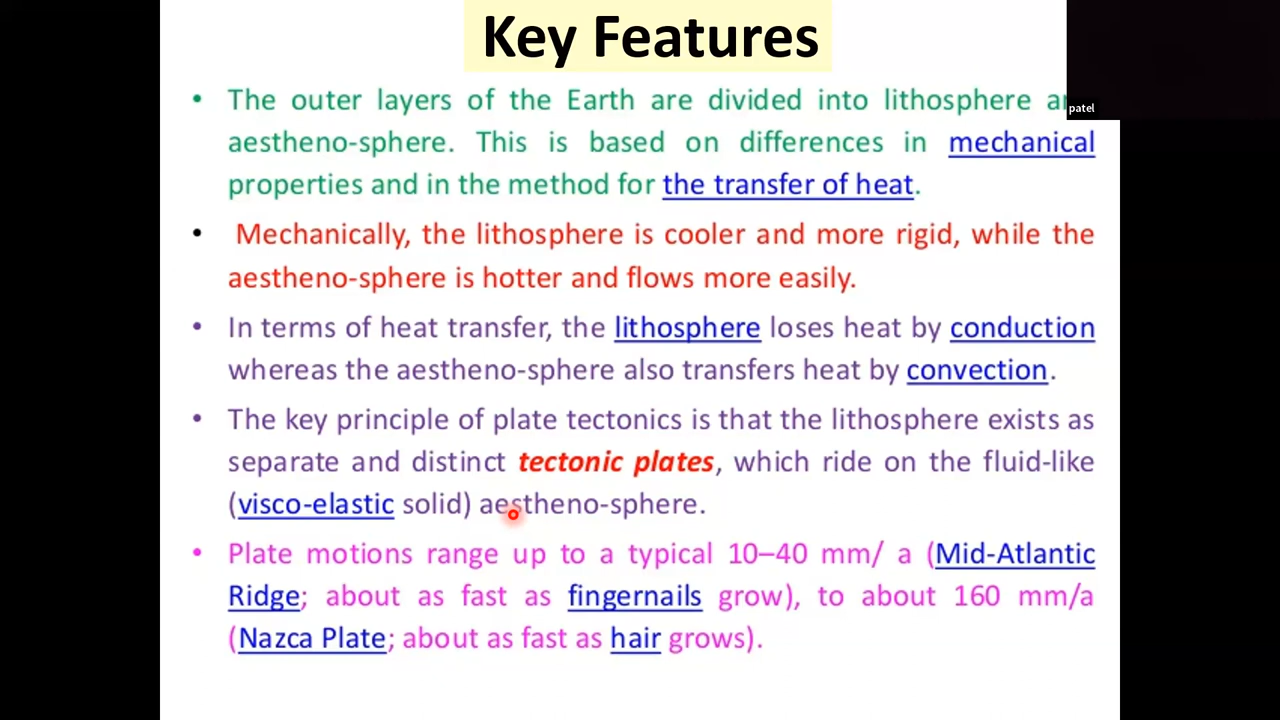 Key Features
• The outer layers of the Earth are divided into lithosphere
patel
aestheno-sphere. This is based on differences in mechanical
properties and in the method for the transfer of heat.
• Mechanically, the lithosphere is cooler and more rigid, while the
aestheno-sphere is hotter and flows more easily.
• In terms of heat transfer, the lithosphere loses heat by conduction
whereas the aestheno-sphere also transfers heat by convection.
• The key principle of plate tectonics is that the lithosphere exists as
separate and distinct tectonic plates, which ride on the fluid-like
(visco-elastic solid) aestheno-sphere.
• Plate motions range up to a typical 10–40 mm/ a (Mid-Atlantic
Ridge; about as fast as fingernails grow), to about 160 mm/a
(Nazca Plate; about as fast as hair grows).